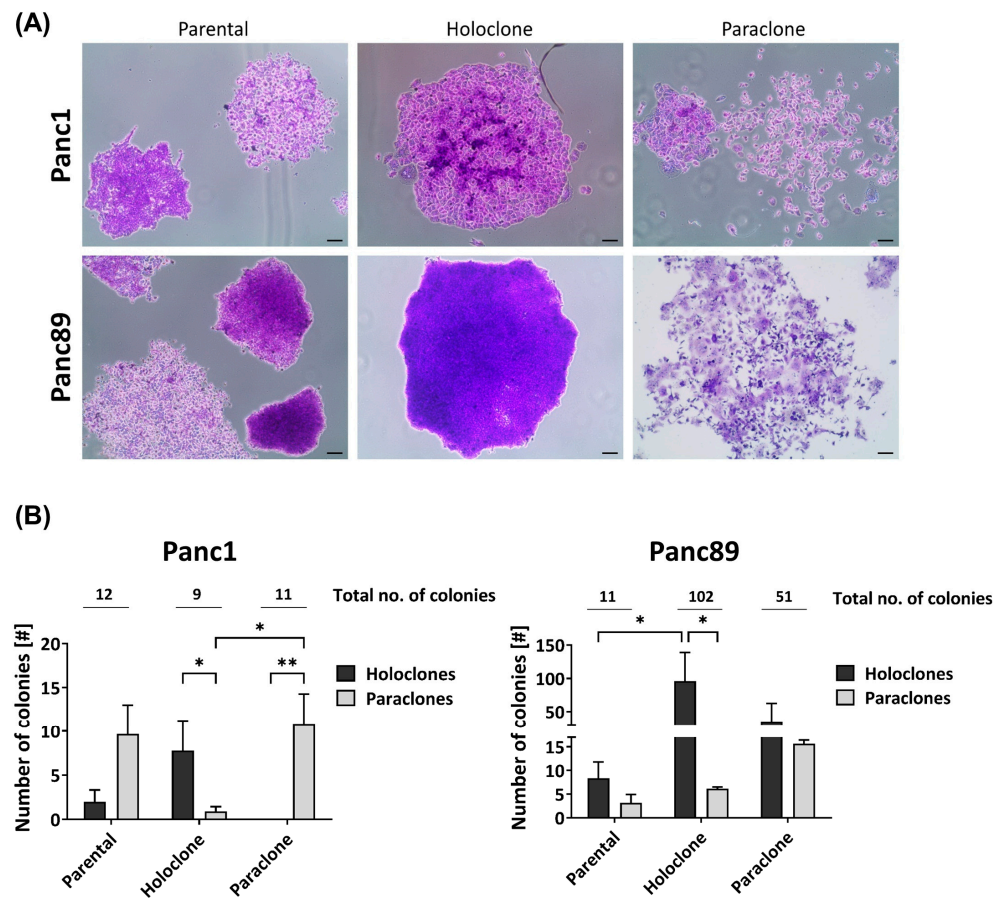 (A)
Parental Holoclone Paraclone
Panc1
Panc89
(B)
Panc1
12 9 11 Total no. of colonies
Number of colonies [#]
20
15
10
5
0
* ** *
Holoclones
Paraclones
Parental Holoclone Paraclone
Panc89
11 102 51 Total no. of colonies
Number of colonies [#]
150
100
50
15
10
5
0
* *
Holoclones
Paraclones
Parental Holoclone Paraclone